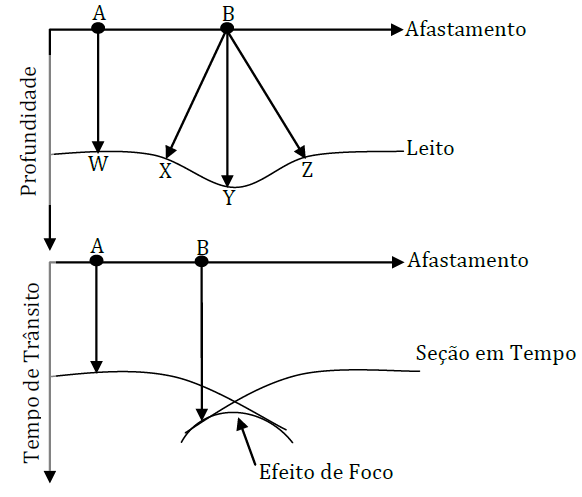 A
B
Afastamento
Profundidade
W
X
Y
Z
Leito
A
B
Afastamento
Tempo de Trânsito
Seção em Tempo
Efeito de Foco